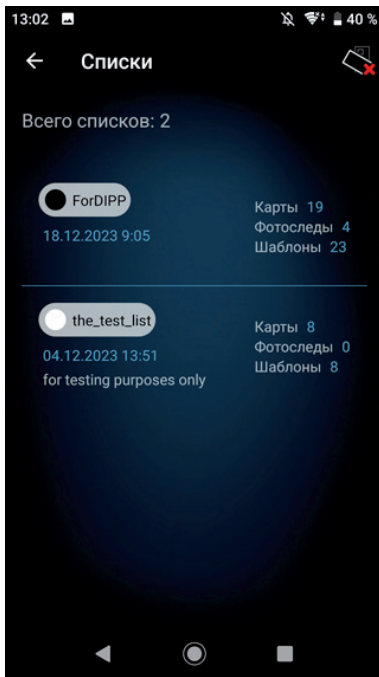 13:02 40 %
Списки
Всего списков: 2
ForDIPP
18.12.2023 9:05
Карты 19
Фотоследы 4
Шаблоны 23
the_test_list
04.12.2023 13:51
for testing purposes only
Карты 8
Фотоследы 0
Шаблоны 8